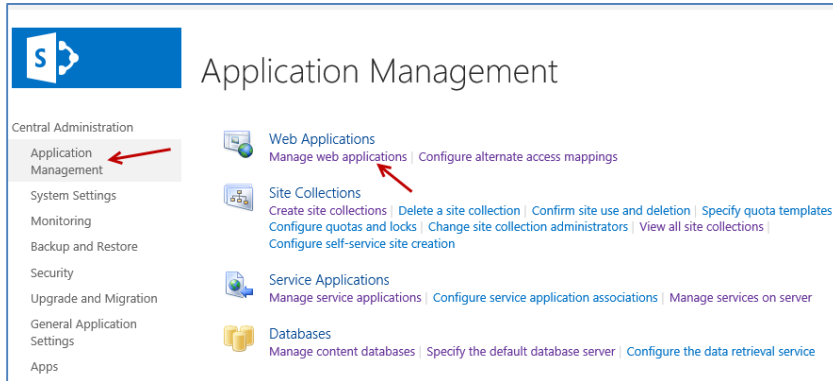 S
Application Management
Central Administration
Application
Management
System Settings
Monitoring
Backup and Restore
Security
Upgrade and Migration
General Application
Settings
Apps
Web Applications
Manage web applications | Configure alternate access mappings
Site Collections
Create site collections | Delete a site collection | Confirm site use and deletion | Specify quota templates
Configure quotas and locks | Change site collection administrators | View all site collections |
Configure self-service site creation
Service Applications
Manage service applications | Configure service application associations | Manage services on server
Databases
Manage content databases | Specify the default database server | Configure the data retrieval service